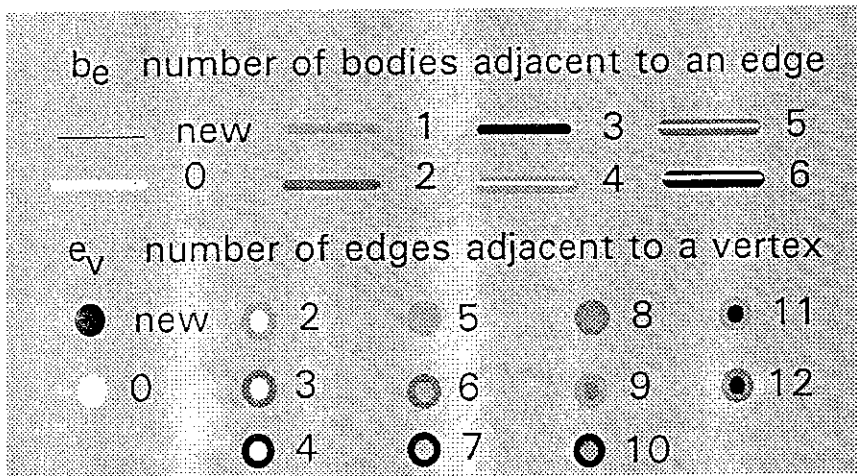 be number of bodies adjacent to an edge
new 1 3 5
0 2 4 6
ev number of edges adjacent to a vertex
new 2 5 8 11
0 3 6 9 12
4 7 10